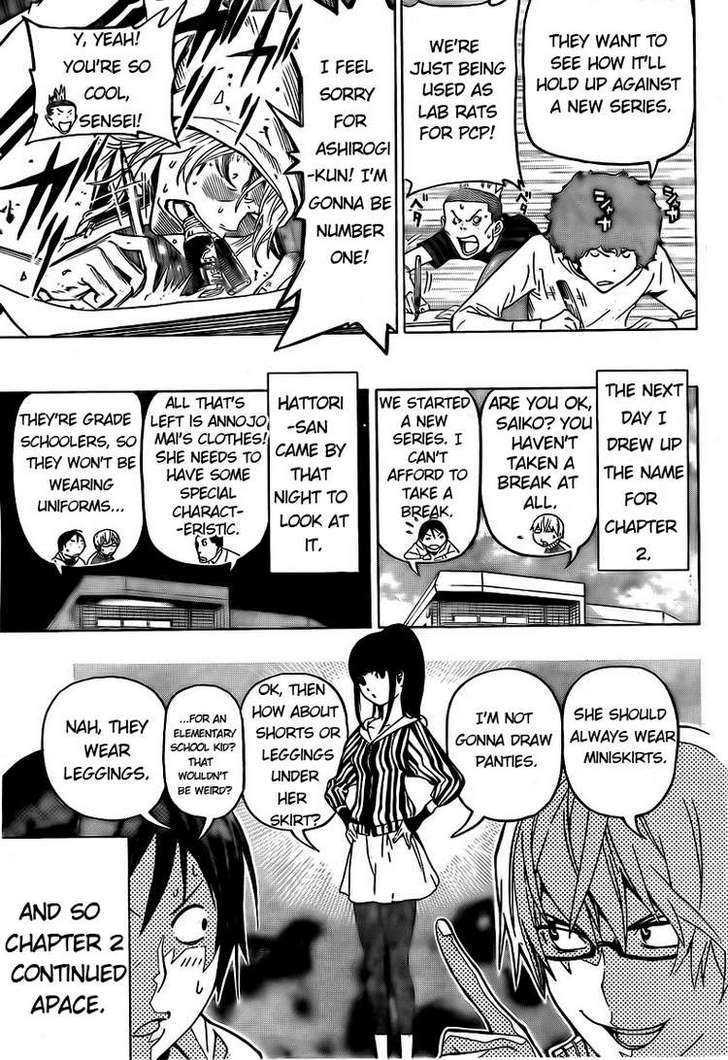 THEY WANT TO
SEE HOW IT'LL
HOLD UP AGAINST
A NEW SERIES.
WE'RE
JUST BEING
USED AS
LAB RATS
FOR PCP!
I FEEL
SORRY
FOR
ASHIROGI
-KUN! I'M
GONNA BE
NUMBER
ONE!
Y, YEAH!
YOU'RE SO
COOL,
SENSEI!
THE NEXT
DAY I
DREW UP
THE NAME
FOR
CHAPTER
2.
ARE YOU OK,
SAIKO? YOU
HAVEN'T
TAKEN A
BREAK AT
ALL.
WE STARTED
A NEW
SERIES. I
CAN'T
AFFORD TO
TAKE A
BREAK.
HATTORI
-SAN
CAME BY
THAT
NIGHT TO
LOOK AT
IT.
ALL THAT'S
LEFT IS ANNOJO
MAI'S CLOTHES!
SHE NEEDS TO
HAVE SOME
SPECIAL
CHARACT
-ERISTIC.
THEY'RE GRADE
SCHOOLERS, SO
THEY WON'T BE
WEARING
UNIFORMS...
SHE SHOULD
ALWAYS WEAR
MINISKIRTS.
I'M NOT
GONNA DRAW
PANTIES.
OK, THEN
HOW ABOUT
SHORTS OR
LEGGINGS
UNDER
HER
SKIRT?
...FOR AN
ELEMENTARY
SCHOOL KID?
THAT
WOULDN'T
BE WEIRD?
NAH, THEY
WEAR
LEGGINGS.
AND SO
CHAPTER 2
CONTINUED
APACE.